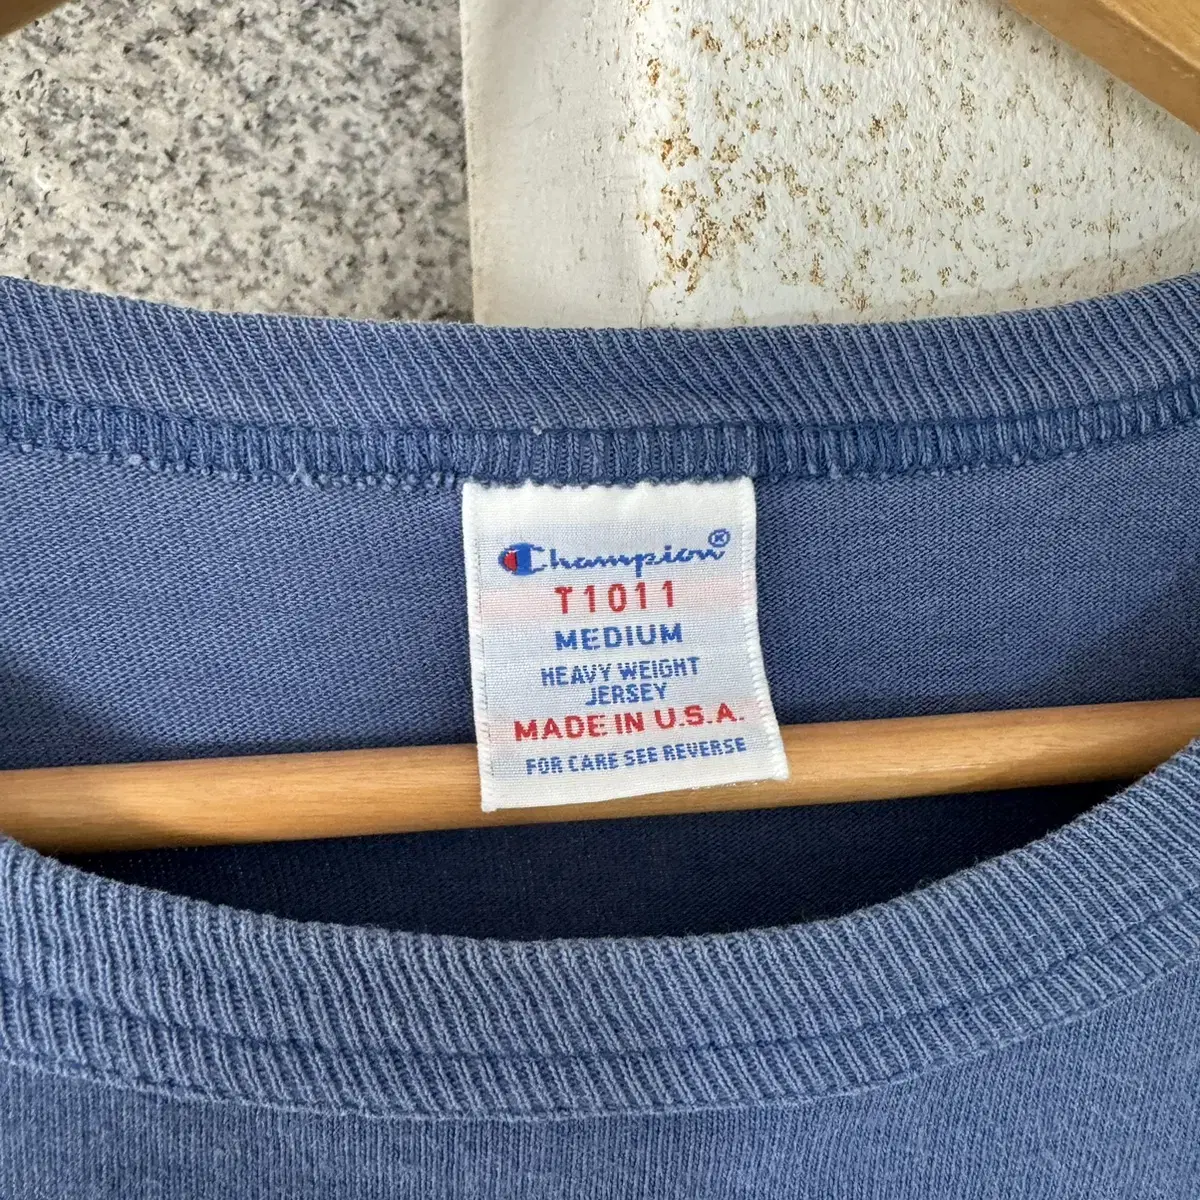 Champion®
T1011
MEDIUM
HEAVY WEIGHT
JERSEY
MADE IN U.S.A.
FOR CARE SEE REVERSE